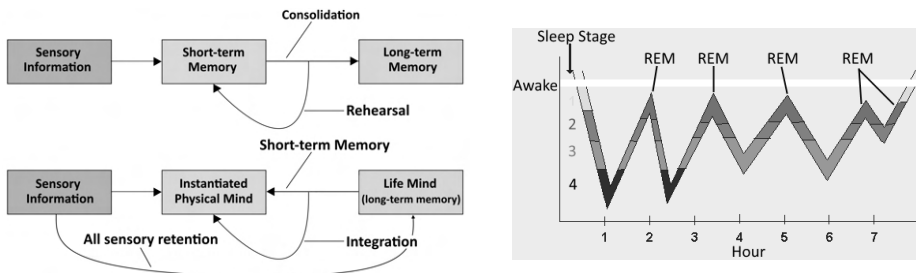 Consolidation
Sensory
Information
Short-term
Memory
Long-term
Memory
Rehearsal
Short-term Memory
Sensory
Information
Instantiated
Physical Mind
Life Mind
(long-term memory)
All sensory retention
Integration
Sleep Stage
REM REM REM REM
Awake
1
2
3
4
1 2 3 4 5 6 7
Hour